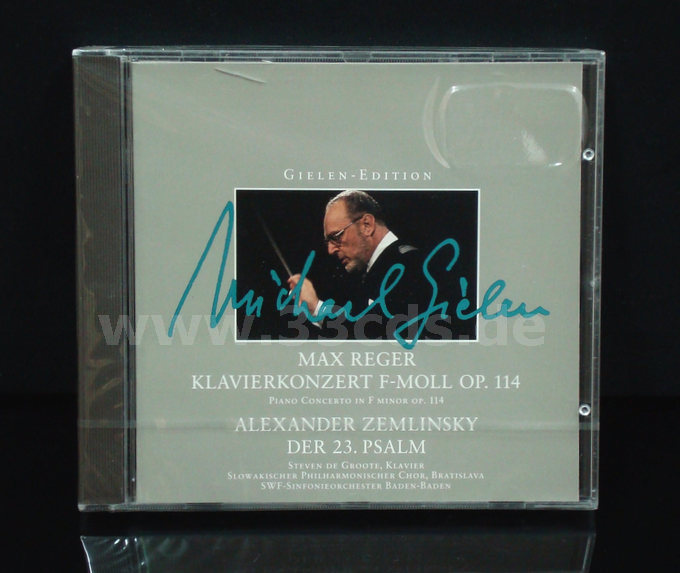 GIELEN-EDITION
Michael Gielen
www.33cds.de
MAX REGER
KLAVIERKONZERT F-MOLL OP. 114
PIANO CONCERTO IN F MINOR OP. 114
ALEXANDER ZEMLINSKY
DER 23. PSALM
STEVEN DE GROOTE, KLAVIER
SLOWAKISCHER PHILHARMONISCHER CHOR, BRATISLAVA
SWF-SINFONIEORCHESTER BADEN-BADEN